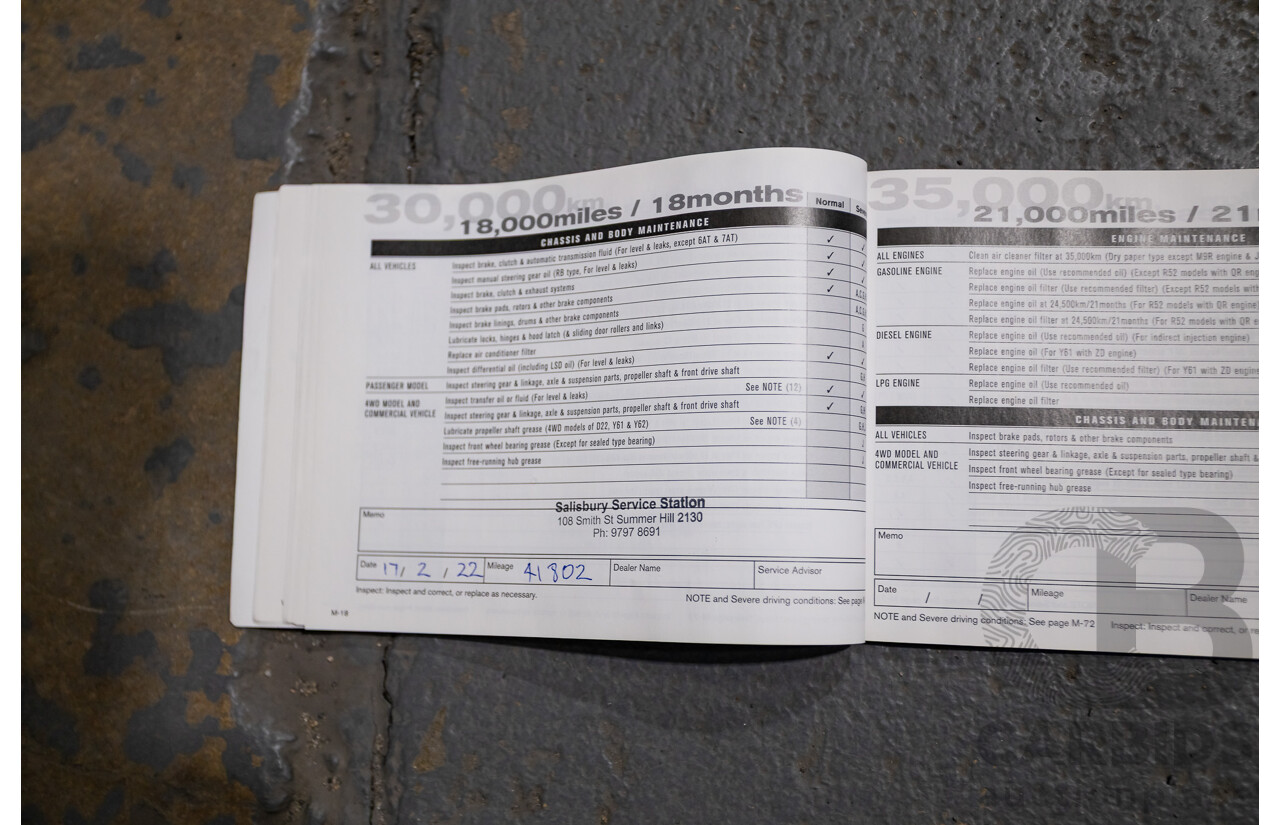 30,000km
18,000miles / 18months
Normal
CHASSIS AND BODY MAINTENANCE
ALL VEHICLES
Inspect brake, clutch & automatic transmission fluid (For level & leaks, except 6AT & 7AT) ✓
Inspect manual steering gear oil (RB type, For level & leaks) ✓
Inspect brake, clutch & exhaust systems ✓
Inspect brake pads, rotors & other brake components ✓
Inspect brake linings, drums & other brake components
Lubricate locks, hinges & hood latch (& sliding door rollers and links)
Replace air conditioner filter
Inspect differential oil (including LSD oil) (For level & leaks) ✓
PASSENGER MODEL Inspect steering gear & linkage, axle & suspension parts, propeller shaft & front drive shaft
4WD MODEL AND COMMERCIAL VEHICLE
Inspect transfer oil or fluid (For level & leaks) See NOTE (12) ✓
Inspect steering gear & linkage, axle & suspension parts, propeller shaft & front drive shaft ✓
Lubricate propeller shaft grease (4WD models of D22, Y61 & Y62) See NOTE (4)
Inspect front wheel bearing grease (Except for sealed type bearing)
Inspect free-running hub grease
Salisbury Service Station
108 Smith St Summer Hill 2130
Ph: 9797 8691
Memo
Date 17/ 2 / 22 Mileage 41802 Dealer Name Service Advisor
Inspect: Inspect and correct, or replace as necessary.
NOTE and Severe driving conditions: See page
M-18
35,000km
21,000miles / 21
ENGINE MAINTENANCE
ALL ENGINES Clean air cleaner filter at 35,000km (Dry paper type except M9R engine &
GASOLINE ENGINE Replace engine oil (Use recommended oil) (Except R52 models with QR
Replace engine oil filter (Use recommended filter) (Except R52 models
Replace engine oil at 24,500km/21months (For R52 models with QR engine
Replace engine oil filter at 24,500km/21months (For R52 models with QR
DIESEL ENGINE Replace engine oil (Use recommended oil) (For indirect injection engine)
Replace engine oil (For Y61 with ZD engine)
Replace engine oil filter (Use recommended filter) (For Y61 with ZD
LPG ENGINE Replace engine oil (Use recommended oil)
Replace engine oil filter
CHASSIS AND BODY
ALL VEHICLES Inspect brake pads, rotors & other brake components
4WD MODEL AND COMMERCIAL VEHICLE
Inspect steering gear & linkage, axle & suspension parts, propeller shaft &
Inspect front wheel bearing grease (Except for sealed type bearing)
Inspect free-running hub grease
Memo
Date / / Mileage Dealer Name
NOTE and Severe driving conditions: See page M-72 Inspect: Inspect and correct, or